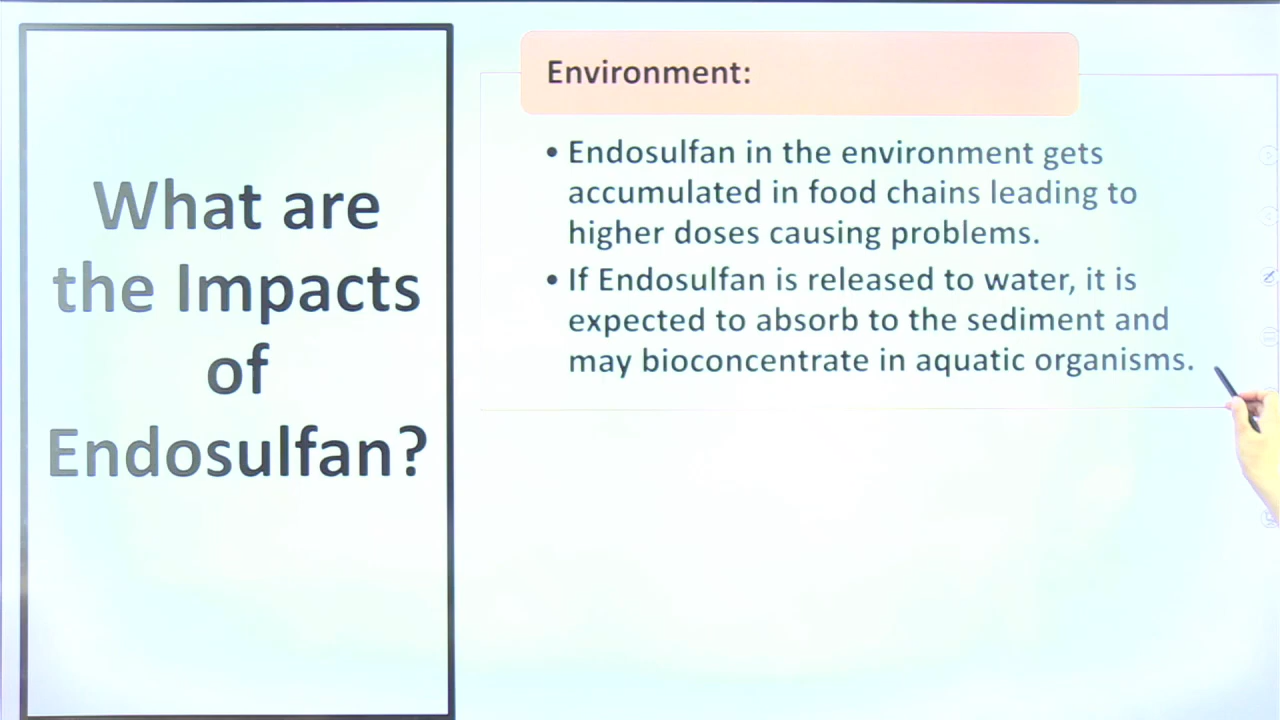 What are
the Impacts
of
Endosulfan?
Environment:
• Endosulfan in the environment gets
accumulated in food chains leading to
higher doses causing problems.
• If Endosulfan is released to water, it is
expected to absorb to the sediment and
may bioconcentrate in aquatic organisms.